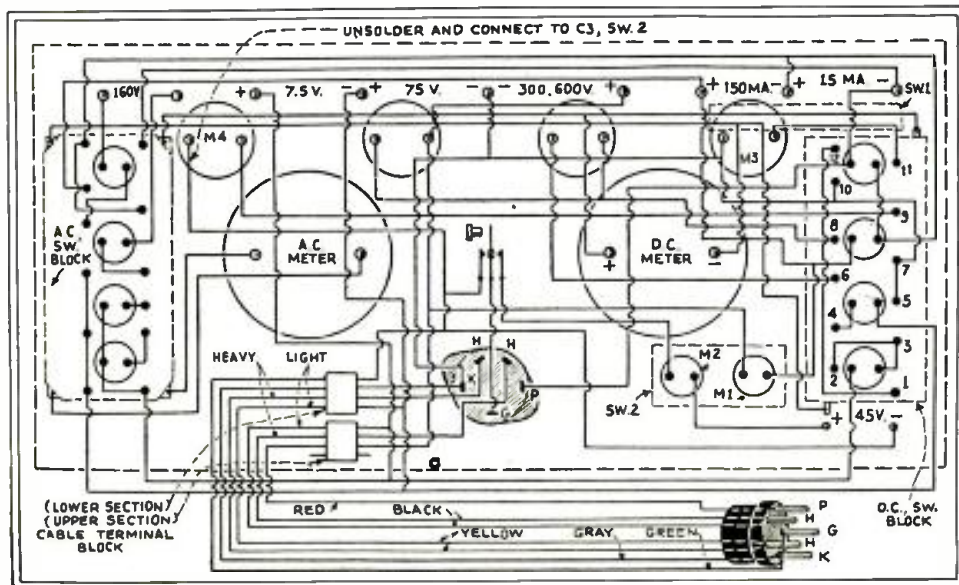 UNSOLDER AND CONNECT TO C3, SW.2
160V. + 7.5 V. - + 75 V. - - 300.600V. + + 150 MA. - + 15 MA. -
SW.1
M4
M3
11
10
9
8
7
6
5
4
3
2
1
A.C.
SW.
BLOCK
A.C.
METER
D.C.
METER
+ -
H H
K
P
G
HEAVY LIGHT
M2
M1
SW.2
+ 45V. -
(LOWER SECTION)
(UPPER SECTION)
CABLE TERMINAL
BLOCK
RED BLACK
YELLOW GRAY GREEN
P
H
G
H
K
D.C., SW.
BLOCK